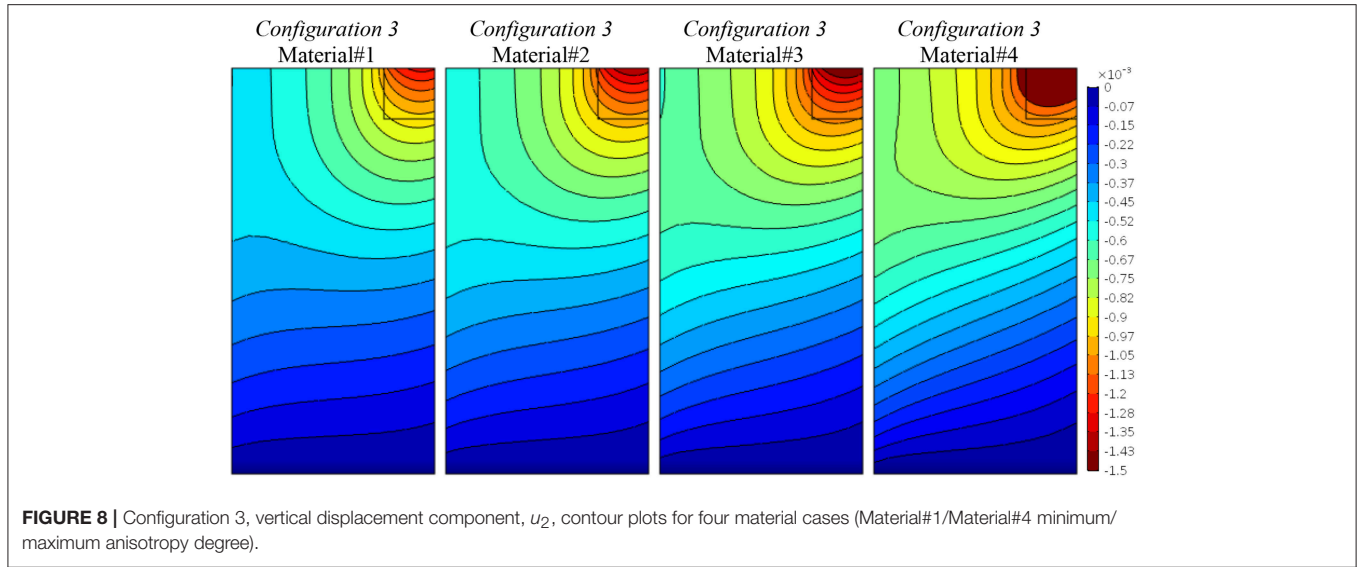 Configuration 3
Material#1
Configuration 3
Material#2
Configuration 3
Material#3
Configuration 3
Material#4
×10⁻³
0
-0.07
-0.15
-0.22
-0.3
-0.37
-0.45
-0.52
-0.6
-0.67
-0.75
-0.82
-0.9
-0.97
-1.05
-1.13
-1.2
-1.28
-1.35
-1.43
-1.5
FIGURE 8 | Configuration 3, vertical displacement component, u₂, contour plots for four material cases (Material#1/Material#4 minimum/
maximum anisotropy degree).